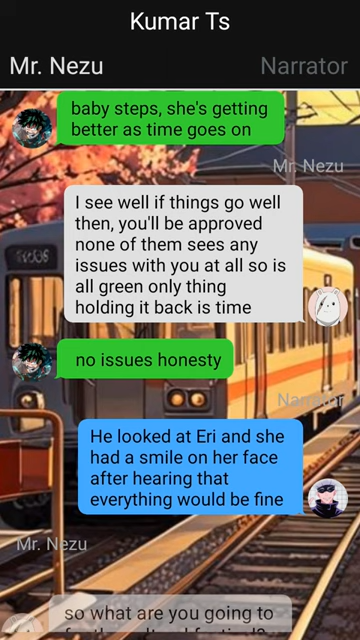 Kumar Ts
Mr. Nezu
Narrator
baby steps, she's getting
better as time goes on
Mr. Nezu
I see well if things go well
then, you'll be approved
none of them sees any
issues with you at all so is
all green only thing
holding it back is time
no issues honesty
Narrator
He looked at Eri and she
had a smile on her face
after hearing that
everything would be fine
Mr. Nezu
so what are you going to